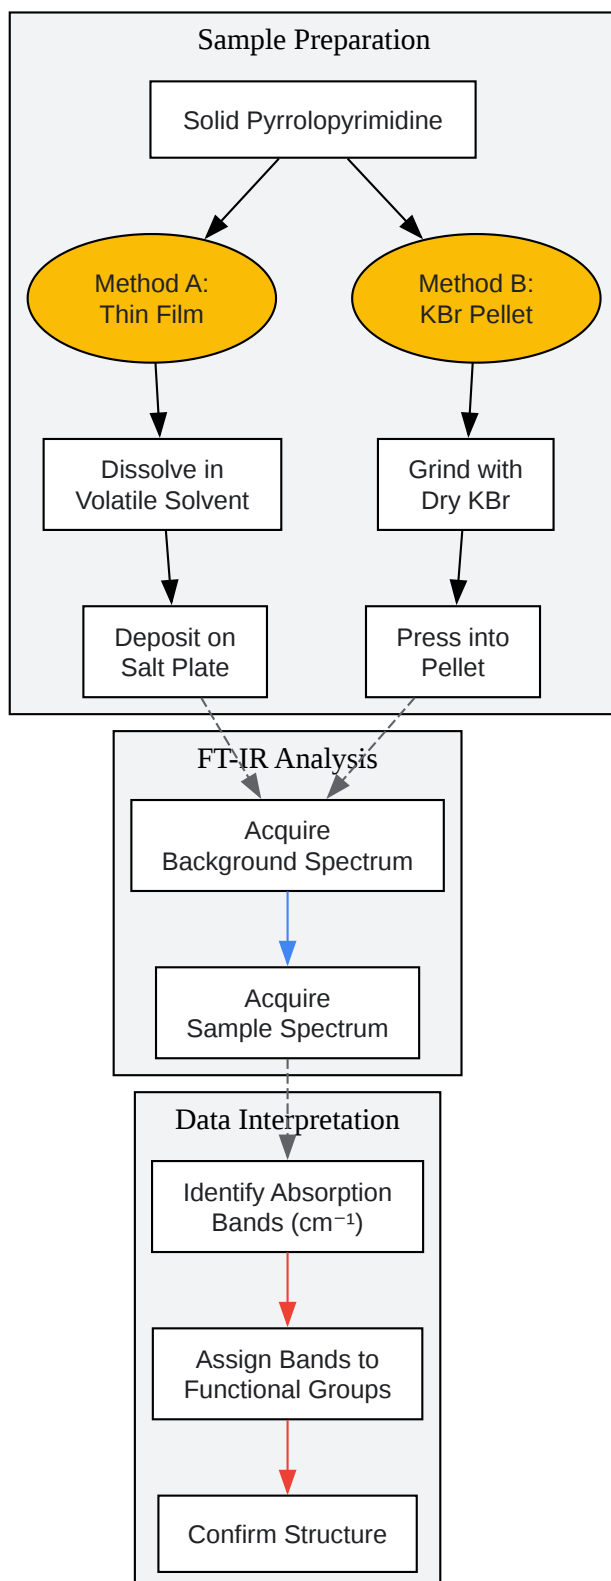 Sample Preparation
Solid Pyrrolopyrimidine
Method A:
Thin Film
Method B:
KBr Pellet
Dissolve in
Volatile Solvent
Grind with
Dry KBr
Deposit on
Salt Plate
Press into
Pellet
FT-IR Analysis
Acquire
Background Spectrum
Acquire
Sample Spectrum
Data Interpretation
Identify Absorption
Bands (cm⁻¹)
Assign Bands to
Functional Groups
Confirm Structure